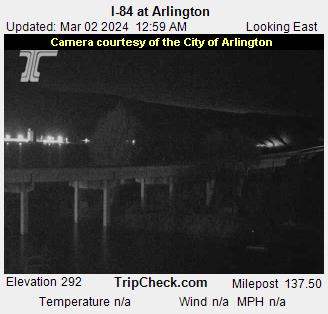 I-84 at Arlington
Updated: Mar 02 2024 12:59 AM Looking East
Camera courtesy of the City of Arlington
Elevation 292 TripCheck.com Milepost 137.50
Temperature n/a Wind n/a MPH n/a